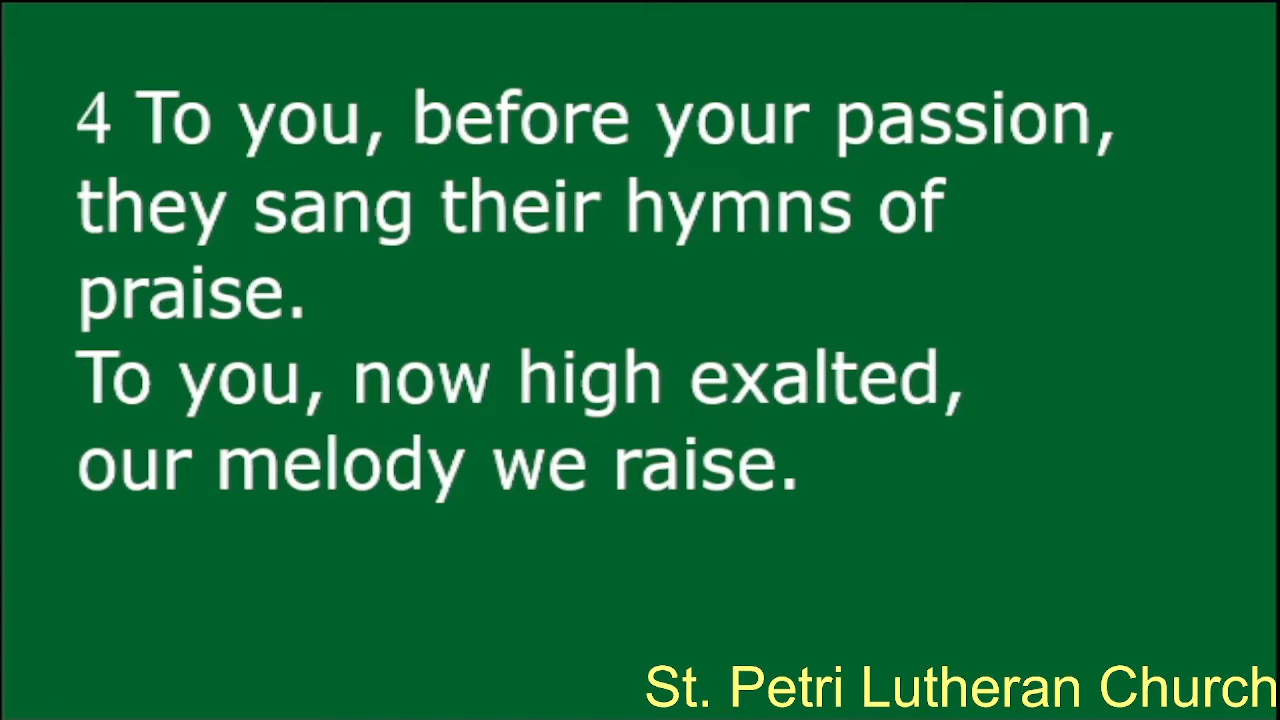 4 To you, before your passion,
they sang their hymns of
praise.
To you, now high exalted,
our melody we raise.
St. Petri Lutheran Church